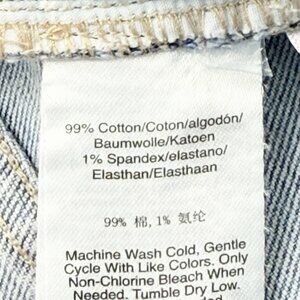 99% Cotton/Coton/algodón/
Baumwolle/Katoen
1% Spandex/elastano/
Elasthan/Elasthaan
99% 棉,1% 氨纶
Machine Wash Cold, Gentle
Cycle With Like Colors. Only
Non-Chlorine Bleach When
Needed. Tumble Dry Low.